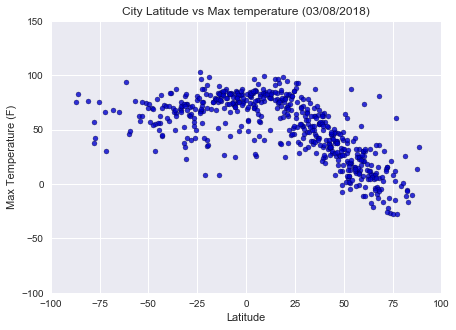 City Latitude vs Max temperature (03/08/2018)
150
100
50
0
−50
−100
Max Temperature (F)
−100 −75 −50 −25 0 25 50 75 100
Latitude